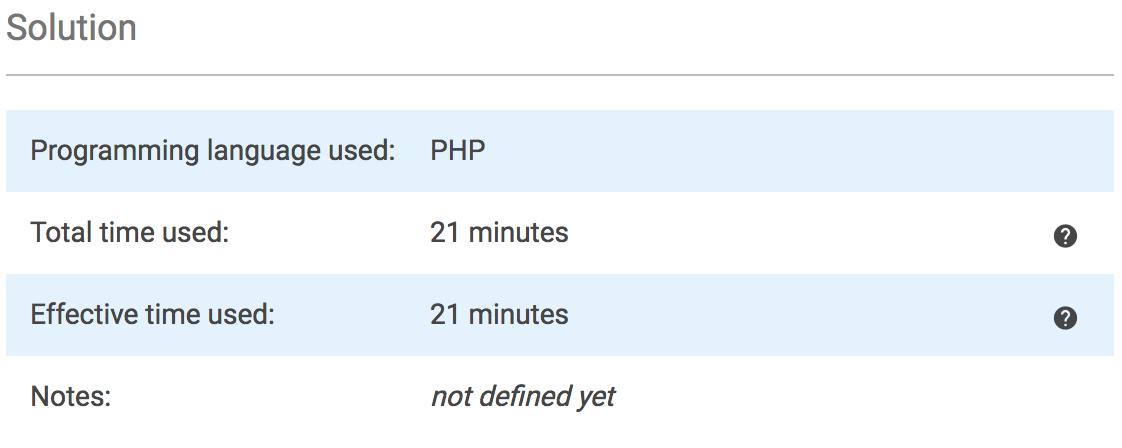 Solution
Programming language used: PHP
Total time used: 21 minutes
Effective time used: 21 minutes
Notes: not defined yet